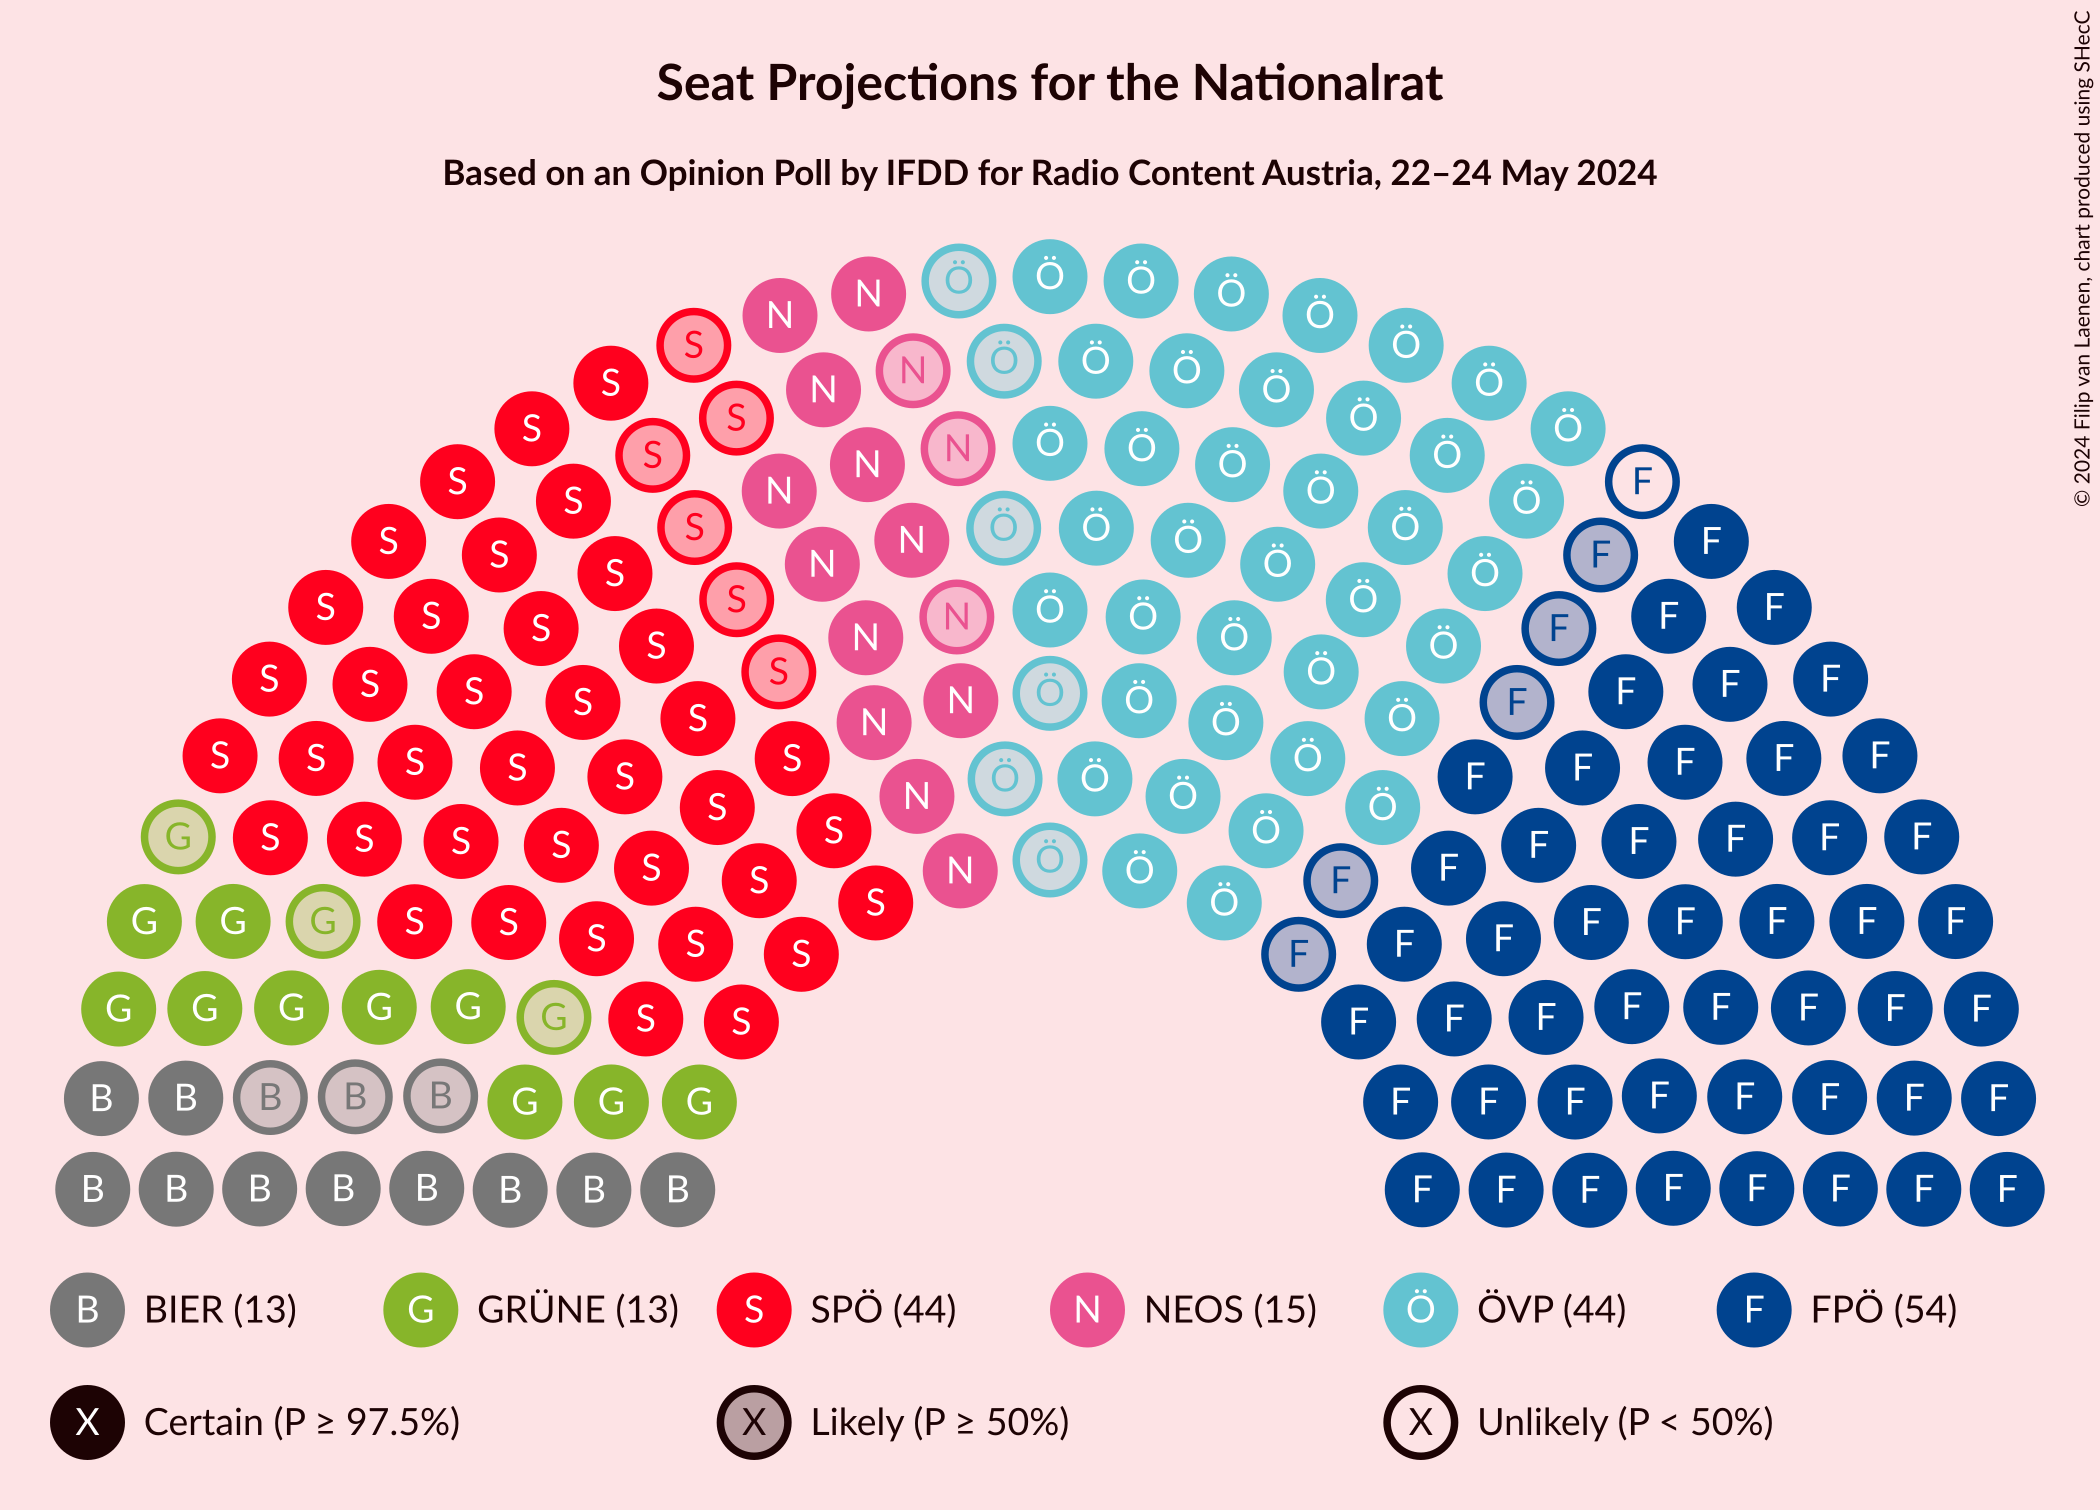 Seat Projections for the Nationalrat
Based on an Opinion Poll by IFDD for Radio Content Austria, 22–24 May 2024
© 2024 Filip van Laenen, chart produced using SHecC
Ö Ö Ö Ö Ö Ö Ö Ö
N N
S S S S S S S S S
F F F F F F F F F F F
G G G
B B
N N Ö Ö Ö Ö Ö Ö Ö
B BIER (13) G GRÜNE (13) S SPÖ (44) N NEOS (15) Ö ÖVP (44) F FPÖ (54)
X Certain (P ≥ 97.5%) X Likely (P ≥ 50%) X Unlikely (P < 50%)